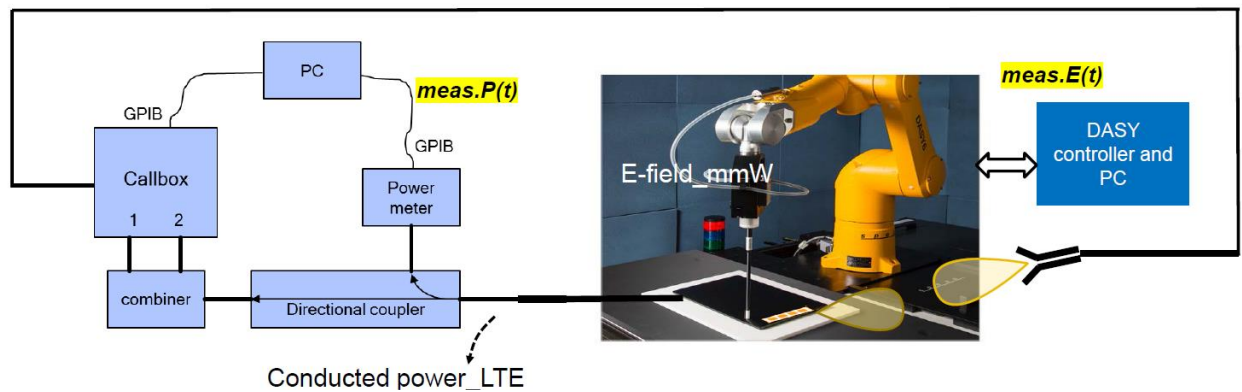 PC
meas.P(t)
meas.E(t)
GPIB
GPIB
Callbox
1 2
Power
meter
E-field_mmW
DASY
controller and
PC
combiner
Directional coupler
Conducted power_LTE
DASY6